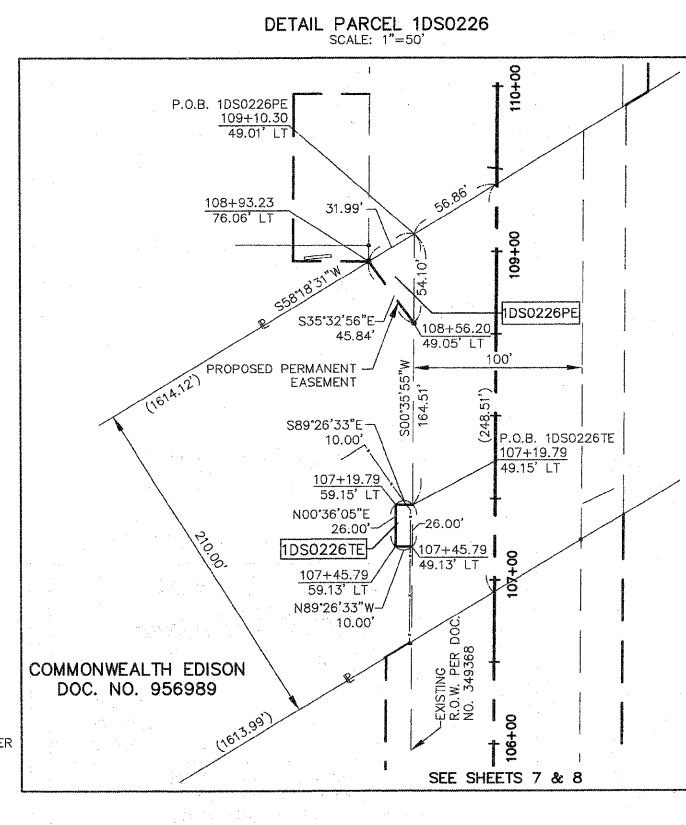 DETAIL PARCEL 1DS0226
SCALE: 1"=50'
P.O.B. 1DS0226PE
109+10.30
49.01' LT
110+00
108+93.23
76.06' LT
31.99'
56.86'
109+00
S58°18'31"W
54.10'
1DS0226PE
S35°32'56"E
45.84'
108+56.20
49.05' LT
PROPOSED PERMANENT
EASEMENT
100'
(1614.12')
S00°35'55"W
164.51'
(248.51')
S89°26'33"E
10.00'
P.O.B. 1DS0226TE
107+19.79
49.15' LT
107+19.79
59.15' LT
N00°36'05"E
26.00'
26.00'
1DS0226TE
210.00'
107+45.79
49.13' LT
107+45.79
59.13' LT
107+00
N89°26'33"W
10.00'
COMMONWEALTH EDISON
DOC. NO. 956989
EXISTING
R.O.W. PER DOC.
NO. 349368
(1613.99')
106+00
ER
SEE SHEETS 7 & 8